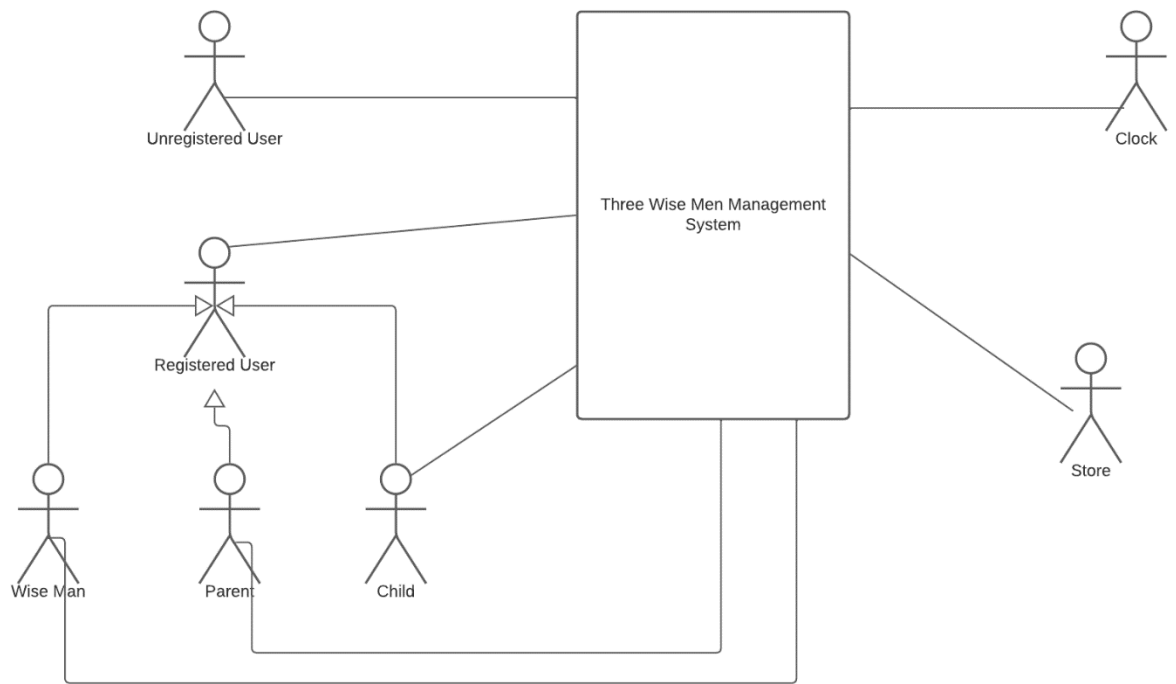 Unregistered User
Clock
Three Wise Men Management
System
Registered User
Store
Wise Man
Parent
Child